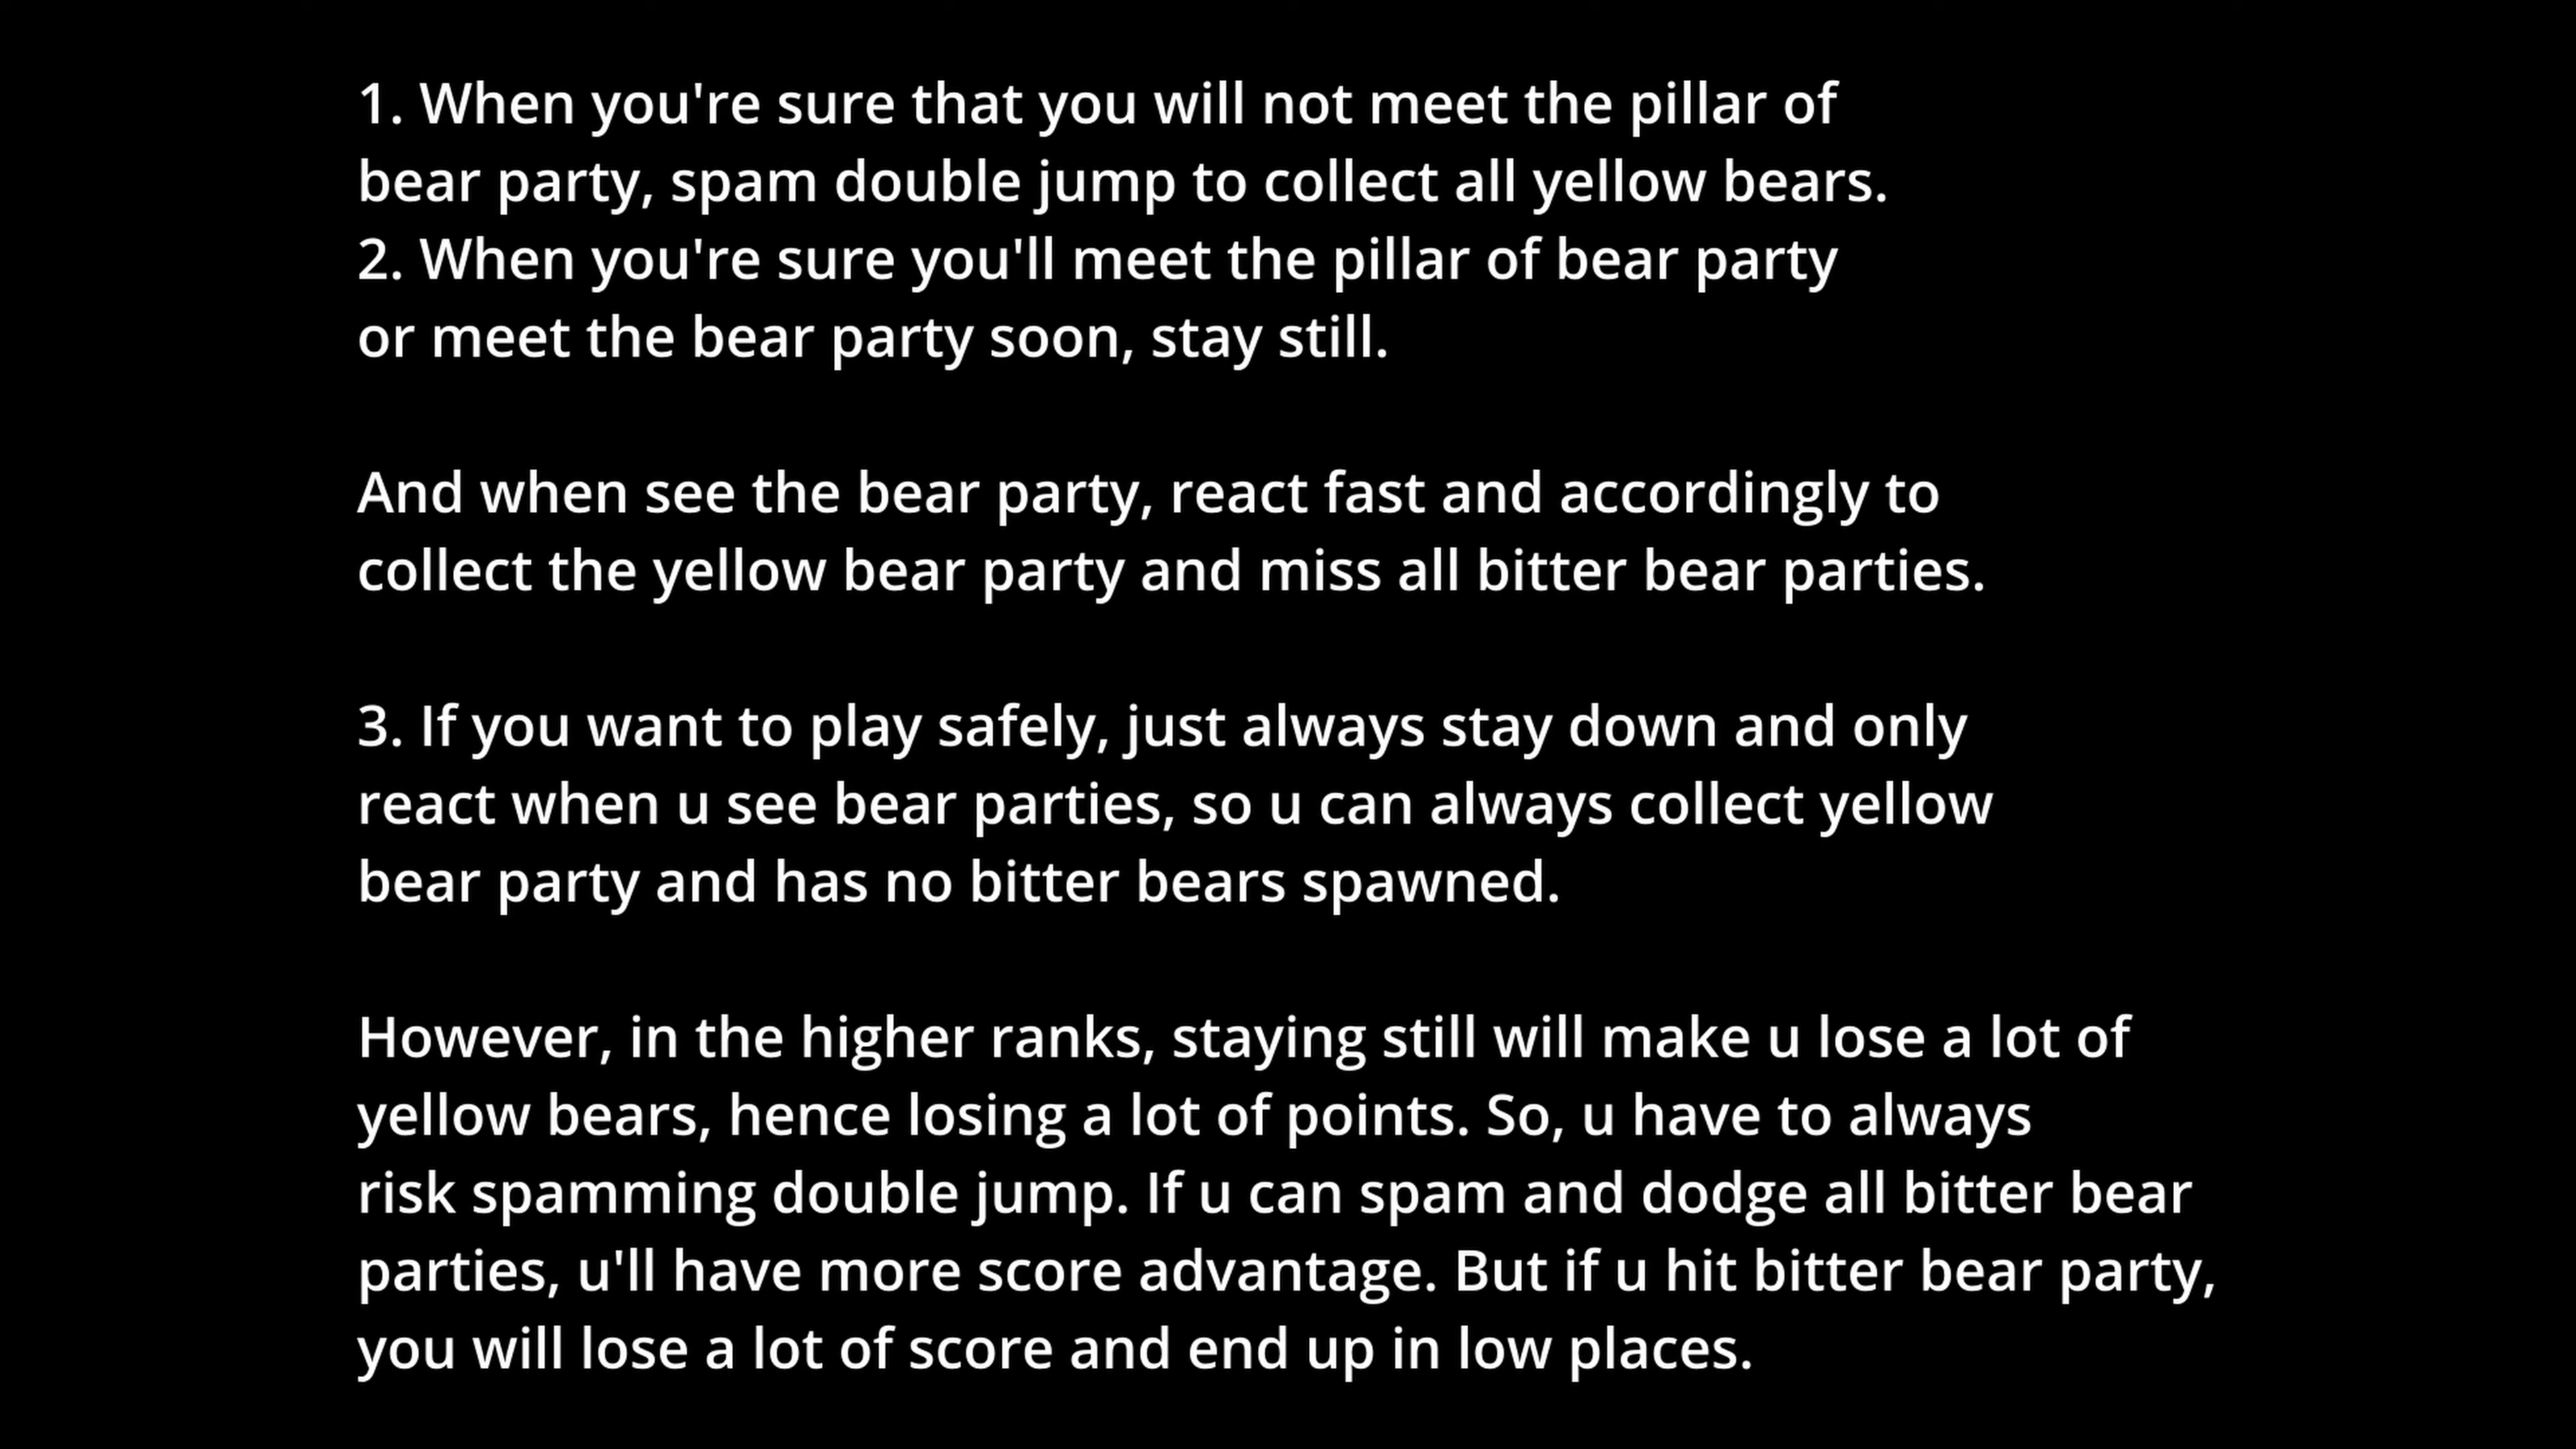 1. When you're sure that you will not meet the pillar of
bear party, spam double jump to collect all yellow bears.
2. When you're sure you'll meet the pillar of bear party
or meet the bear party soon, stay still.
And when see the bear party, react fast and accordingly to
collect the yellow bear party and miss all bitter bear parties.
3. If you want to play safely, just always stay down and only
react when u see bear parties, so u can always collect yellow
bear party and has no bitter bears spawned.
However, in the higher ranks, staying still will make u lose a lot of
yellow bears, hence losing a lot of points. So, u have to always
risk spamming double jump. If u can spam and dodge all bitter bear
parties, u'll have more score advantage. But if u hit bitter bear party,
you will lose a lot of score and end up in low places.